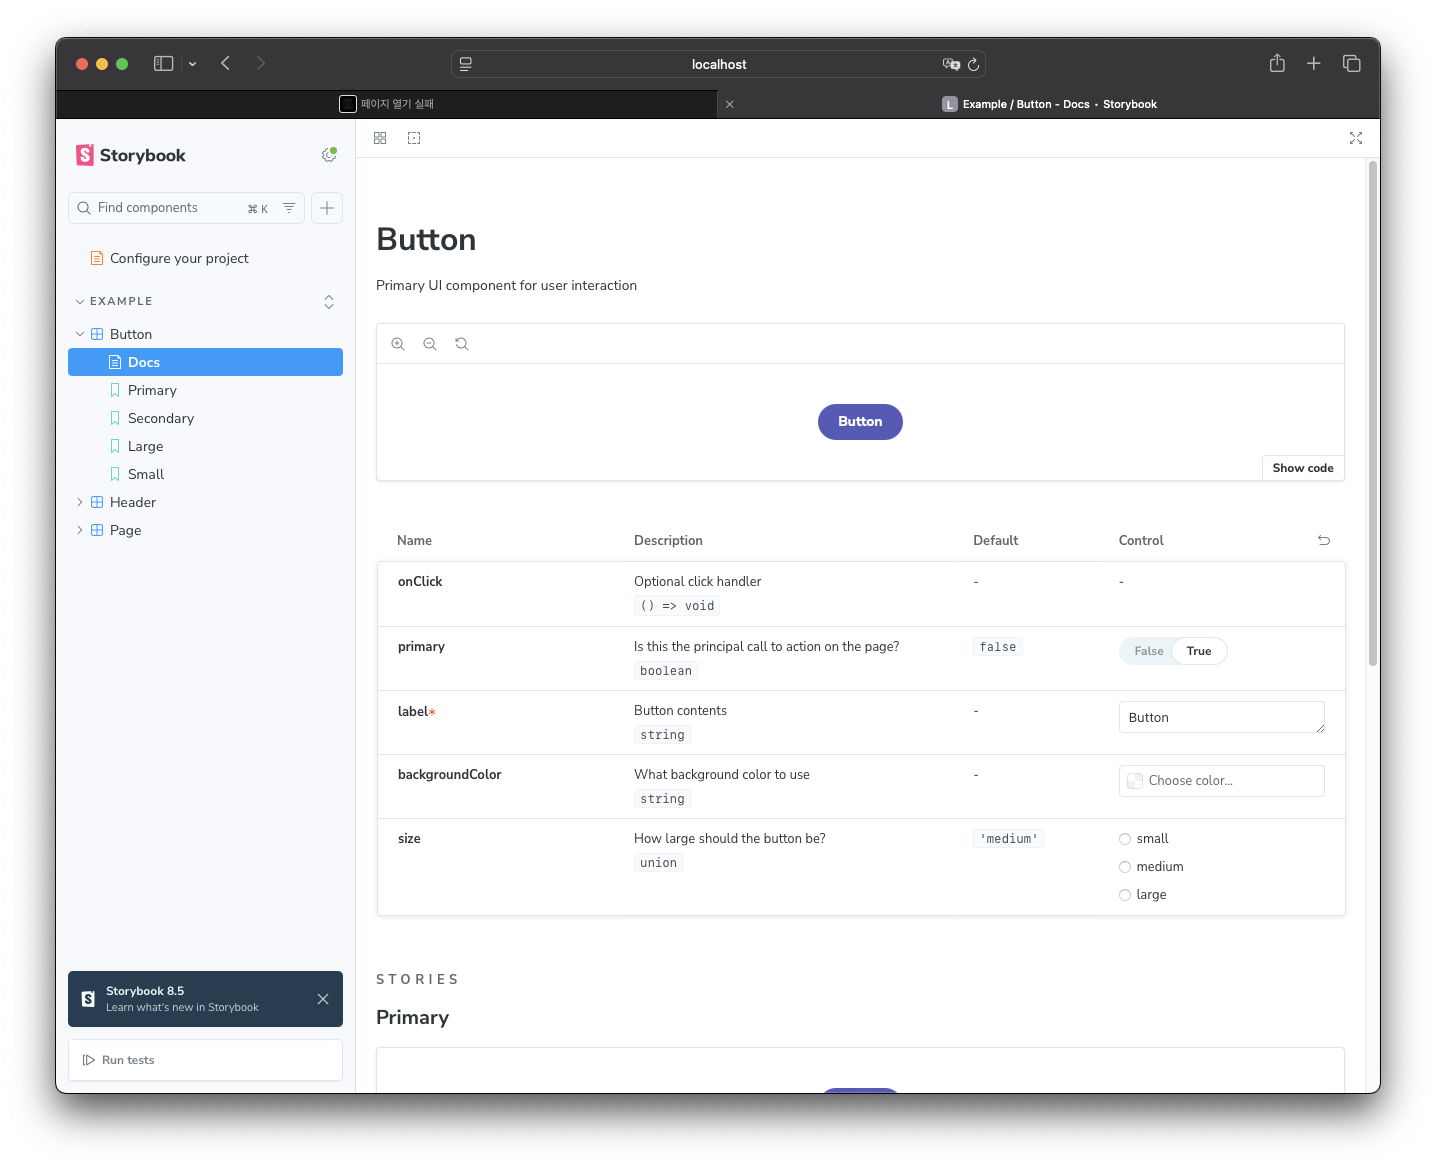 localhost
페이지 열기 실패
L Example / Button - Docs · Storybook
Storybook
Find components ⌘ K
Configure your project
EXAMPLE
Button
Docs
Primary
Secondary
Large
Small
Header
Page
Storybook 8.5
Learn what's new in Storybook
Run tests
Button
Primary UI component for user interaction
Button
Show code
Name Description Default Control
onClick Optional click handler - -
() => void
primary Is this the principal call to action on the page? false False True
boolean
label* Button contents - Button
string
backgroundColor What background color to use - Choose color...
string
size How large should the button be? 'medium' small
union
medium
large
STORIES
Primary